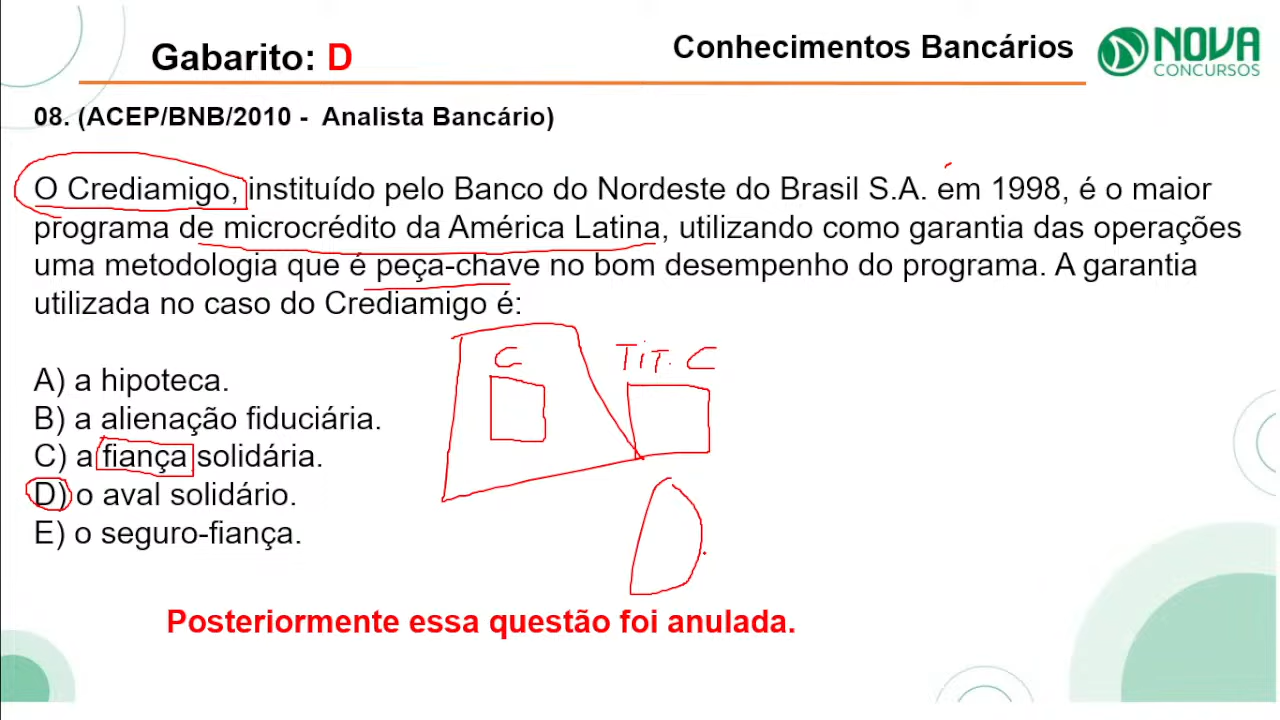 Gabarito: D
Conhecimentos Bancários
NOVA
CONCURSOS
08. (ACEP/BNB/2010 - Analista Bancário)
O Crediamigo, instituído pelo Banco do Nordeste do Brasil S.A. em 1998, é o maior
programa de microcrédito da América Latina, utilizando como garantia das operações
uma metodologia que é peça-chave no bom desempenho do programa. A garantia
utilizada no caso do Crediamigo é:
C
TiT. C
A) a hipoteca.
B) a alienação fiduciária.
C) a fiança solidária.
D) o aval solidário.
E) o seguro-fiança.
Posteriormente essa questão foi anulada.